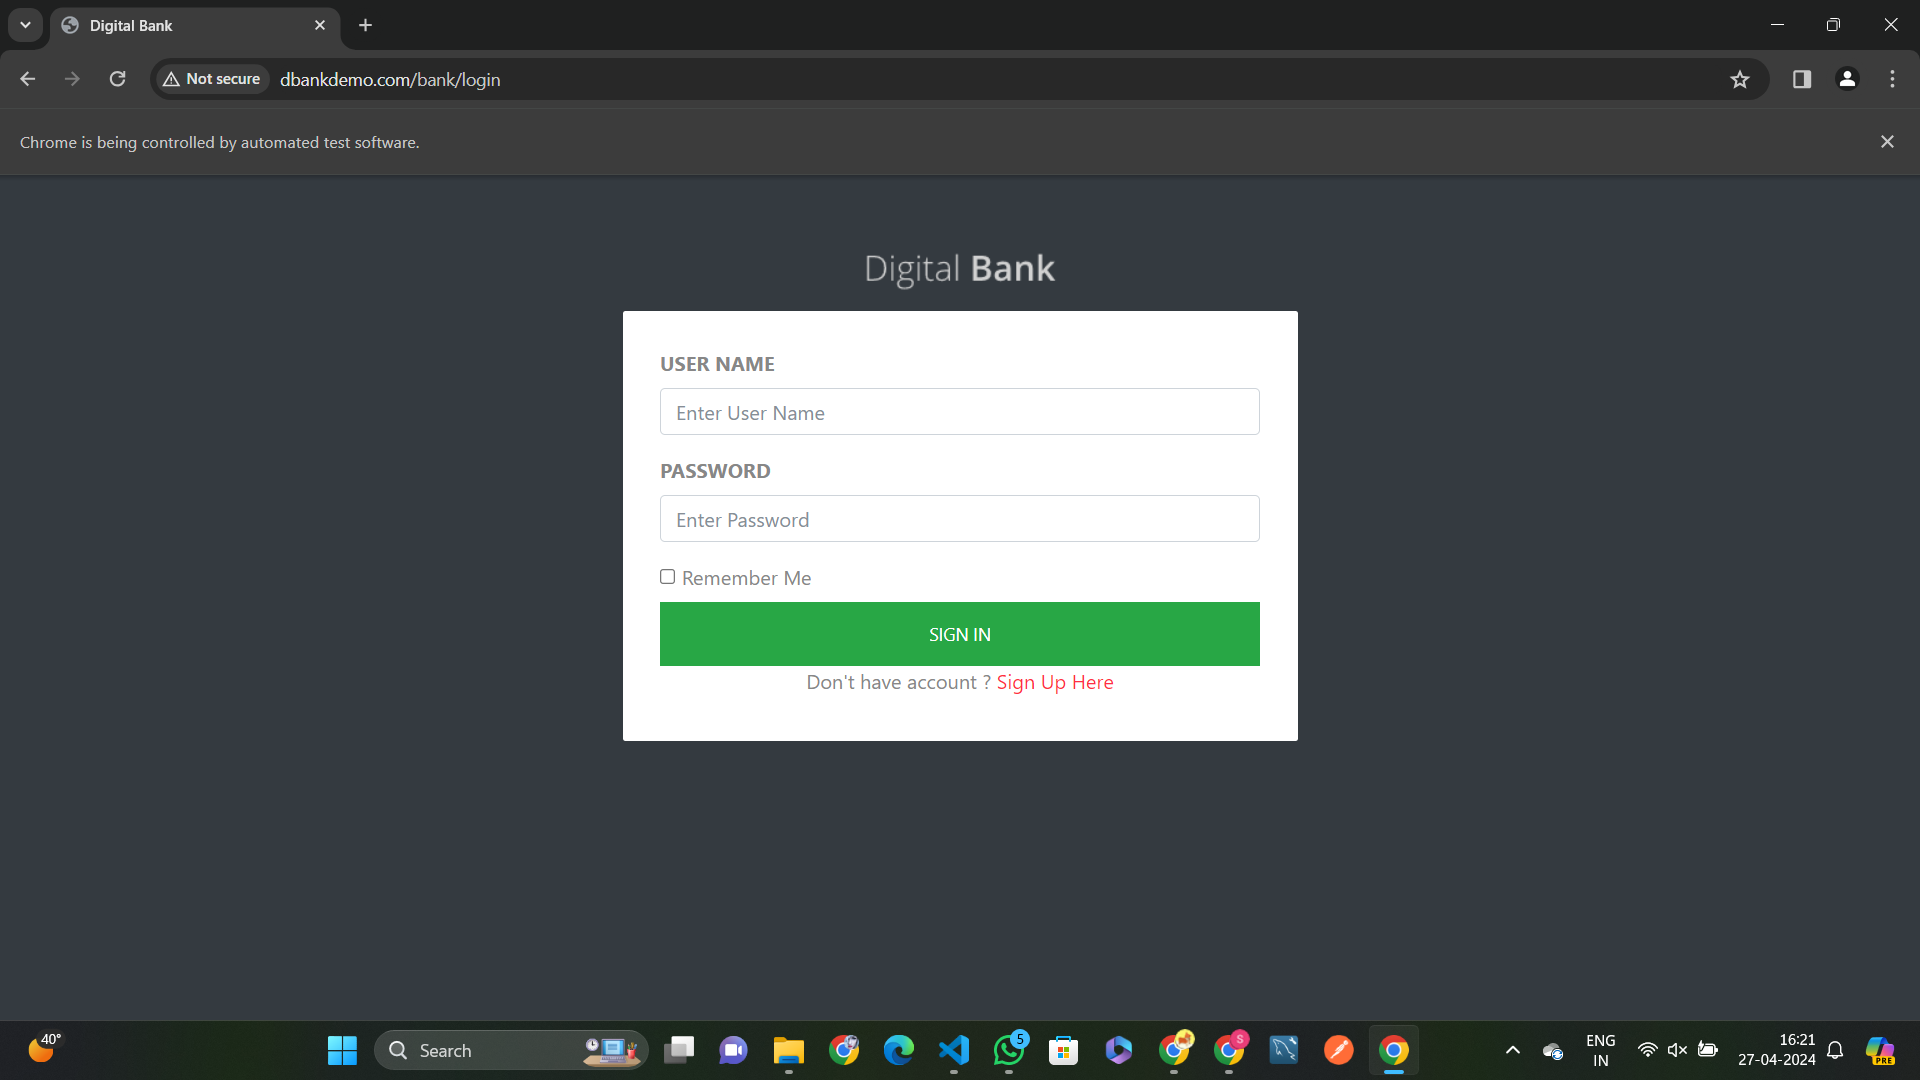 Digital Bank
Not secure
dbankdemo.com/bank/login
Chrome is being controlled by automated test software.
Digital Bank
USER NAME
Enter User Name
PASSWORD
Enter Password
Remember Me
SIGN IN
Don't have account ? Sign Up Here
40°
Search
5
S
ENG
IN
16:21
27-04-2024
PRE